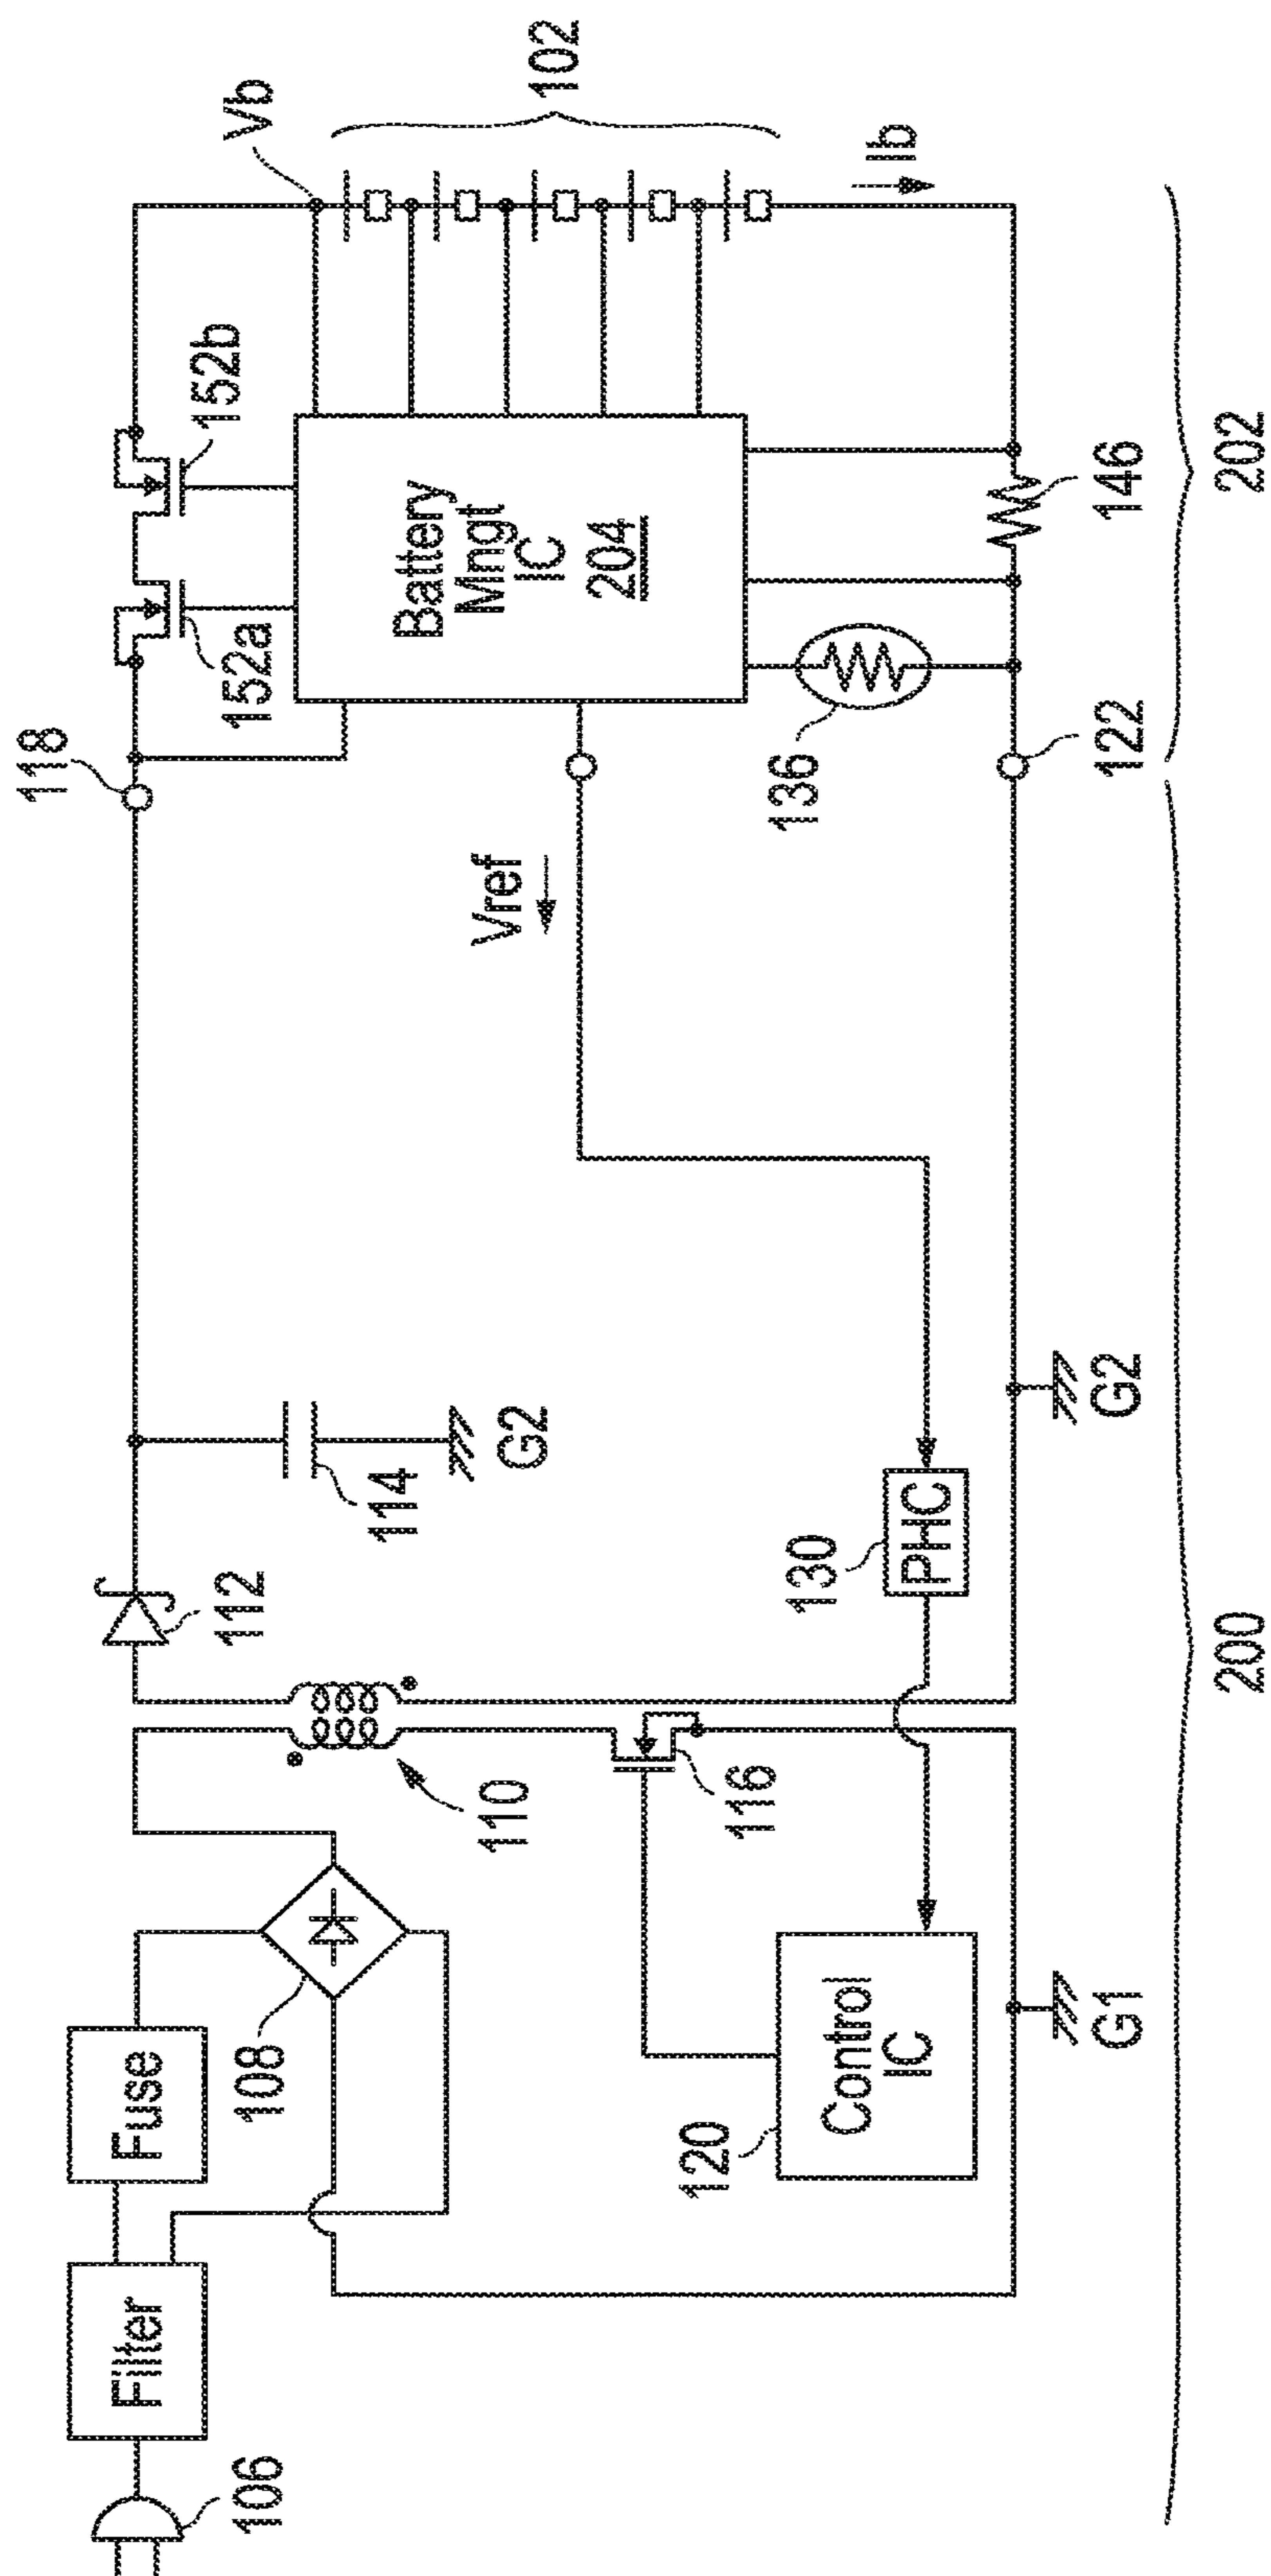 106
Filter
Fuse
108
110
112
114
G2
118
152a
152b
Vb
102
Ib
Battery
Mngt
IC
204
Vref
136
146
116
120
Control
IC
130
PHC
G1
G2
122
200
202